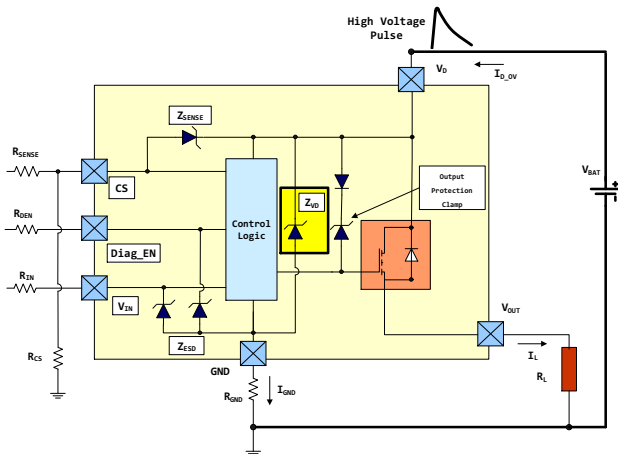 High Voltage
Pulse
V_D
I_D_OV
Z_SENSE
R_SENSE
CS
V_BAT
+
Output
Protection
Clamp
Z_VD
R_DEN
Control
Logic
Diag_EN
R_IN
V_IN
V_OUT
Z_ESD
I_L
R_CS
GND
R_L
R_GND
I_GND